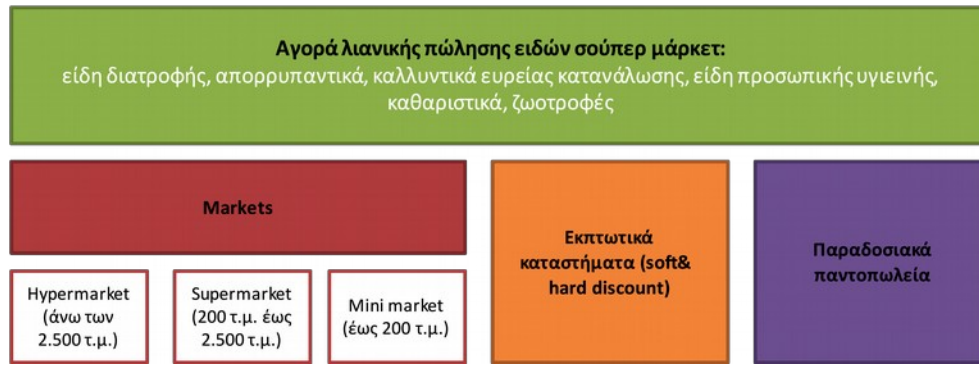 Αγορά λιανικής πώλησης ειδών σούπερ μάρκετ:
είδη διατροφής, απορρυπαντικά, καλλυντικά ευρείας κατανάλωσης, είδη προσωπικής υγιεινής,
καθαριστικά, ζωοτροφές
Markets
Hypermarket
(άνω των
2.500 τ.μ.)
Supermarket
(200 τ.μ. έως
2.500 τ.μ.)
Mini market
(έως 200 τ.μ.)
Εκπτωτικά
καταστήματα (soft&
hard discount)
Παραδοσιακά
παντοπωλεία